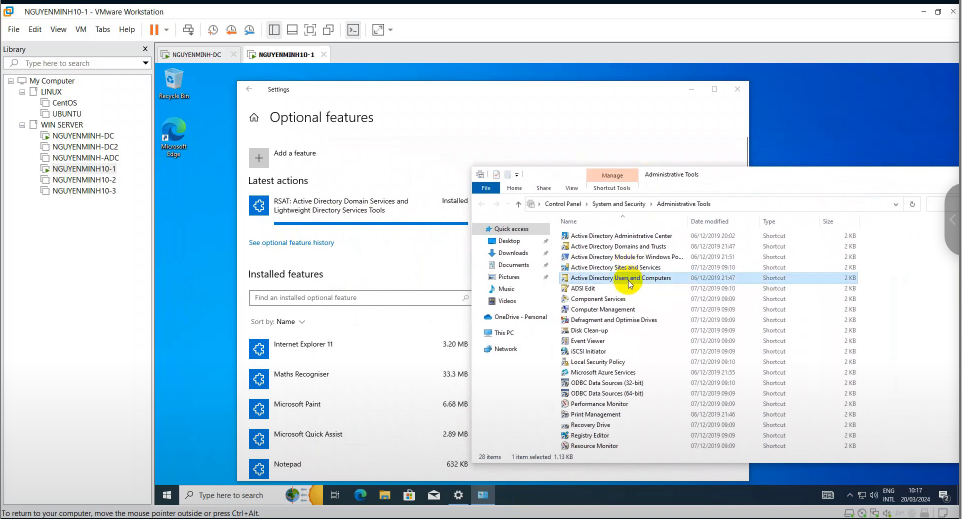 NGUYENMINH10-1 - VMware Workstation
File Edit View VM Tabs Help
Library
Type here to search
My Computer
LINUX
CentOS
UBUNTU
WIN SERVER
NGUYENMINH-DC
NGUYENMINH-DC2
NGUYENMINH-ADC
NGUYENMINH10-1
NGUYENMINH10-2
NGUYENMINH10-3
NGUYENMINH-DC NGUYENMINH10-1
Recycle Bin
Microsoft
Edge
Settings
Optional features
Add a feature
Latest actions
RSAT: Active Directory Domain Services and Installed
Lightweight Directory Services Tools
See optional feature history
Installed features
Find an installed optional feature
Sort by: Name
Internet Explorer 11 3.20 MB
Maths Recogniser 33.3 MB
Microsoft Paint 6.68 MB
Microsoft Quick Assist 2.89 MB
Notepad 632 KB
Manage Administrative Tools
File Home Share View Shortcut Tools
Control Panel > System and Security > Administrative Tools
Quick access
Desktop
Downloads
Documents
Pictures
Music
Videos
OneDrive - Personal
This PC
Network
Name Date modified Type Size
Active Directory Administrative Center 06/12/2019 20:02 Shortcut 2 KB
Active Directory Domains and Trusts 06/12/2019 21:47 Shortcut 2 KB
Active Directory Module for Windows Po... 06/12/2019 21:51 Shortcut 2 KB
Active Directory Sites and Services 07/12/2019 09:10 Shortcut 2 KB
Active Directory Users and Computers 06/12/2019 21:47 Shortcut 2 KB
ADSI Edit 07/12/2019 09:10 Shortcut 2 KB
Component Services 07/12/2019 09:09 Shortcut 2 KB
Computer Management 07/12/2019 09:09 Shortcut 2 KB
Defragment and Optimise Drives 07/12/2019 09:09 Shortcut 2 KB
Disk Clean-up 07/12/2019 09:09 Shortcut 2 KB
Event Viewer 07/12/2019 09:09 Shortcut 2 KB
iSCSI Initiator 07/12/2019 09:09 Shortcut 2 KB
Local Security Policy 07/12/2019 09:10 Shortcut 2 KB
Microsoft Azure Services 06/12/2019 21:55 Shortcut 2 KB
ODBC Data Sources (32-bit) 07/12/2019 09:10 Shortcut 2 KB
ODBC Data Sources (64-bit) 07/12/2019 09:09 Shortcut 2 KB
Performance Monitor 07/12/2019 09:09 Shortcut 2 KB
Print Management 06/12/2019 21:46 Shortcut 2 KB
Recovery Drive 07/12/2019 09:09 Shortcut 2 KB
Registry Editor 07/12/2019 09:09 Shortcut 2 KB
Resource Monitor 07/12/2019 09:09 Shortcut 2 KB
28 items 1 item selected 1.13 KB
Type here to search
ENG 10:17
INTL 20/03/2024
To return to your computer, move the mouse pointer outside or press Ctrl+Alt.